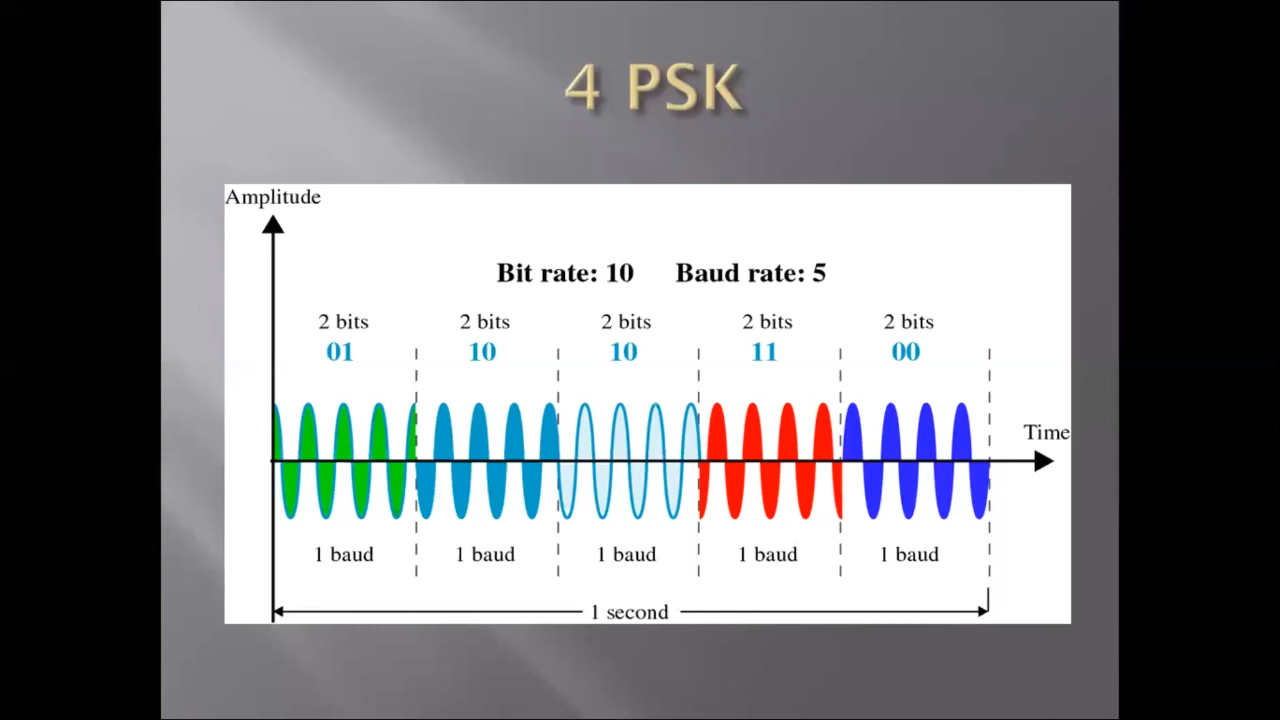 4 PSK
Amplitude
Bit rate: 10 Baud rate: 5
2 bits 2 bits 2 bits 2 bits 2 bits
01 10 10 11 00
Time
1 baud 1 baud 1 baud 1 baud 1 baud
1 second